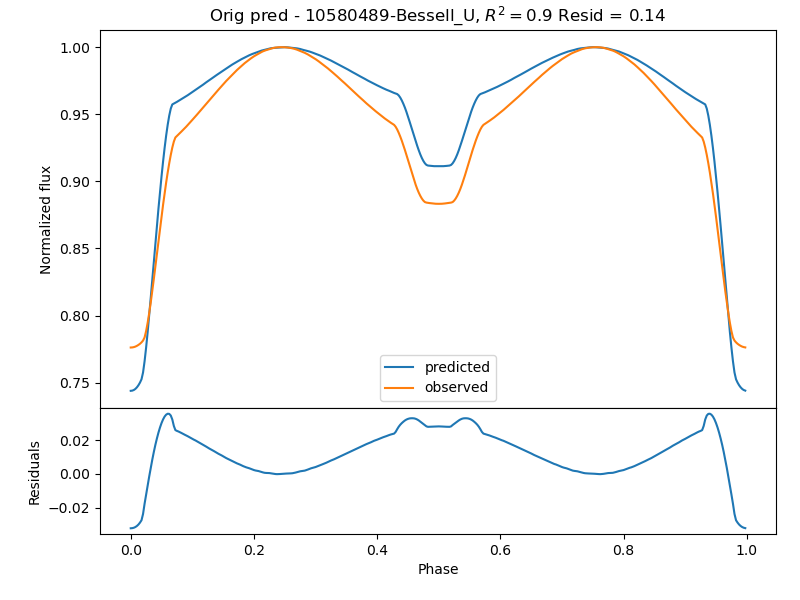 Orig pred - 10580489-Bessell_U, R² = 0.9 Resid = 0.14
1.00
0.95
0.90
0.85
0.80
0.75
Normalized flux
predicted
observed
0.02
0.00
−0.02
Residuals
0.0 0.2 0.4 0.6 0.8 1.0
Phase